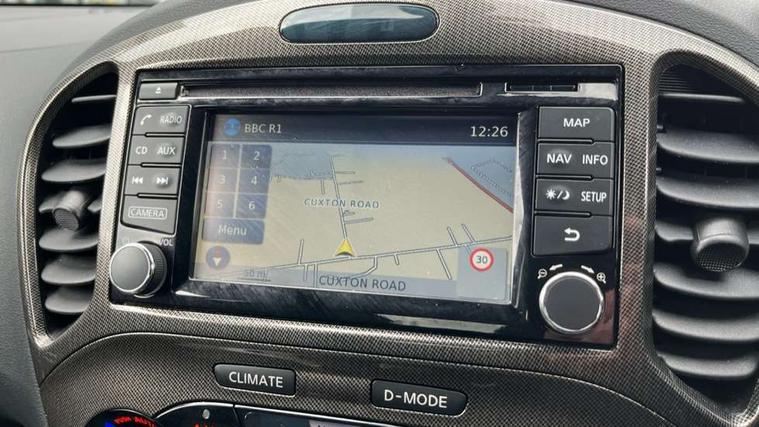 RADIO
CD AUX
CAMERA
VOL
BBC R1 12:26
1 2
3 4
5 6
Menu
CUXTON ROAD
30
50 m
CUXTON ROAD
MAP
NAV INFO
SETUP
CLIMATE
D-MODE